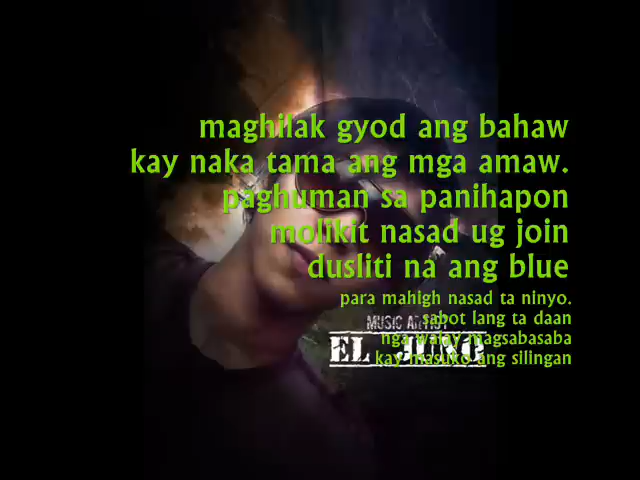 maghilak gyod ang bahaw
kay naka tama ang mga amaw.
paghuman sa panihapon
molikit nasad ug join
dusliti na ang blue
para mahigh nasad ta ninyo.
sabot lang ta daan
MUSIC ARTIST
nga walay magsabasaba
EL JUNG
kay masuko ang silingan